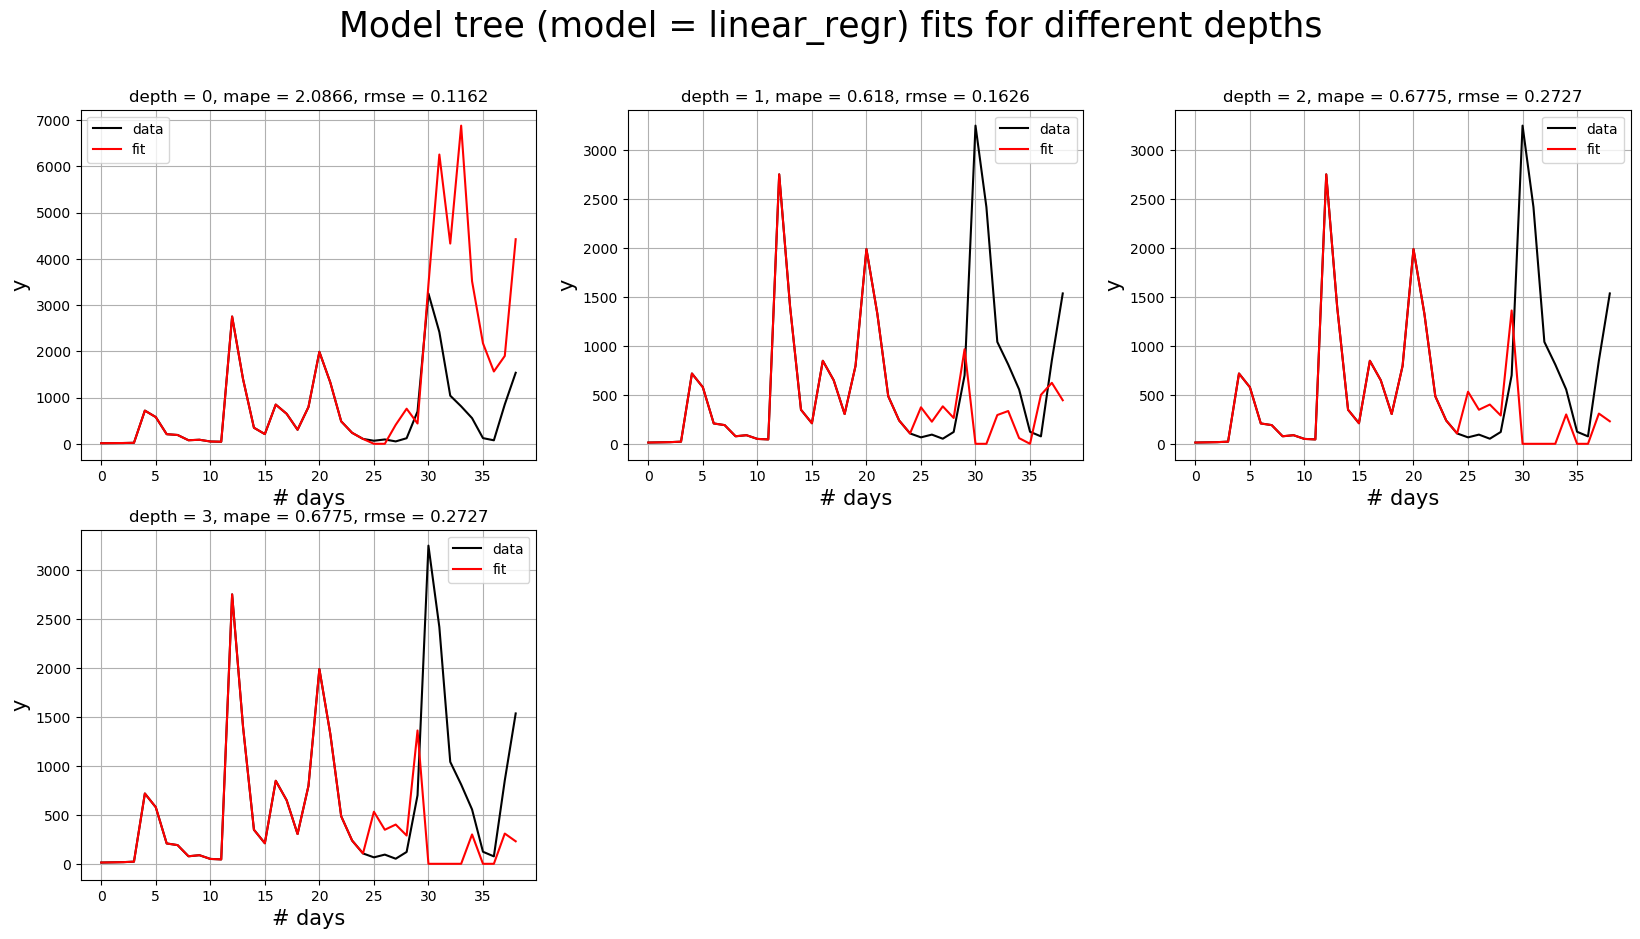 Model tree (model = linear_regr) fits for different depths
depth = 0, mape = 2.0866, rmse = 0.1162
7000
6000
5000
4000
3000
2000
1000
0
y
data
fit
0 5 10 15 20 25 30 35
# days
depth = 1, mape = 0.618, rmse = 0.1626
3000
2500
2000
1500
1000
500
0
y
data
fit
0 5 10 15 20 25 30 35
# days
depth = 2, mape = 0.6775, rmse = 0.2727
3000
2500
2000
1500
1000
500
0
y
data
fit
0 5 10 15 20 25 30 35
# days
depth = 3, mape = 0.6775, rmse = 0.2727
3000
2500
2000
1500
1000
500
0
y
data
fit
0 5 10 15 20 25 30 35
# days